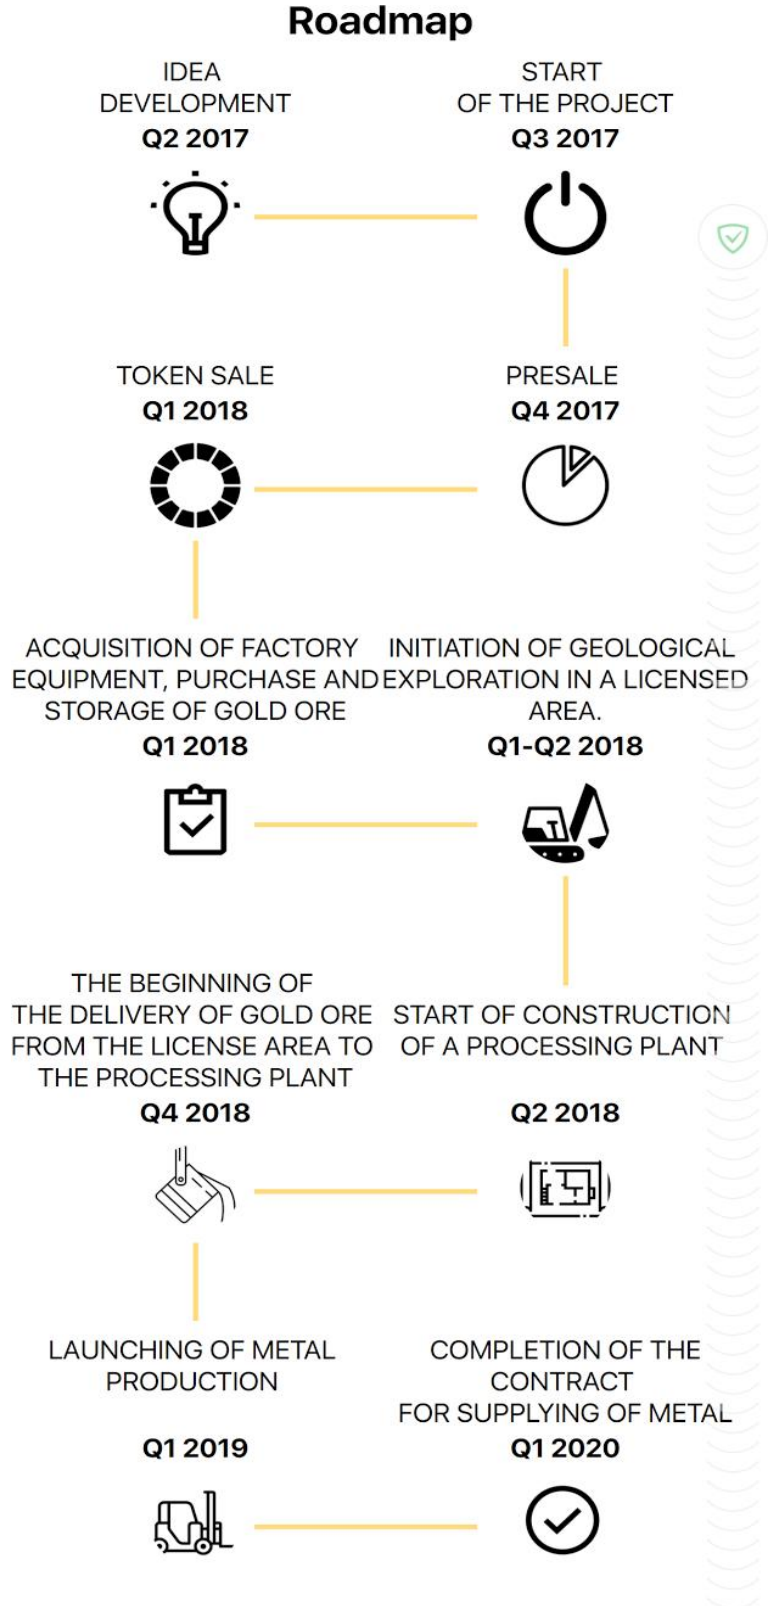 Roadmap
IDEA
DEVELOPMENT
Q2 2017
START
OF THE PROJECT
Q3 2017
TOKEN SALE
Q1 2018
PRESALE
Q4 2017
ACQUISITION OF FACTORY
EQUIPMENT, PURCHASE AND
STORAGE OF GOLD ORE
Q1 2018
INITIATION OF GEOLOGICAL
EXPLORATION IN A LICENSED
AREA.
Q1-Q2 2018
THE BEGINNING OF
THE DELIVERY OF GOLD ORE
FROM THE LICENSE AREA TO
THE PROCESSING PLANT
Q4 2018
START OF CONSTRUCTION
OF A PROCESSING PLANT
Q2 2018
LAUNCHING OF METAL
PRODUCTION
Q1 2019
COMPLETION OF THE
CONTRACT
FOR SUPPLYING OF METAL
Q1 2020